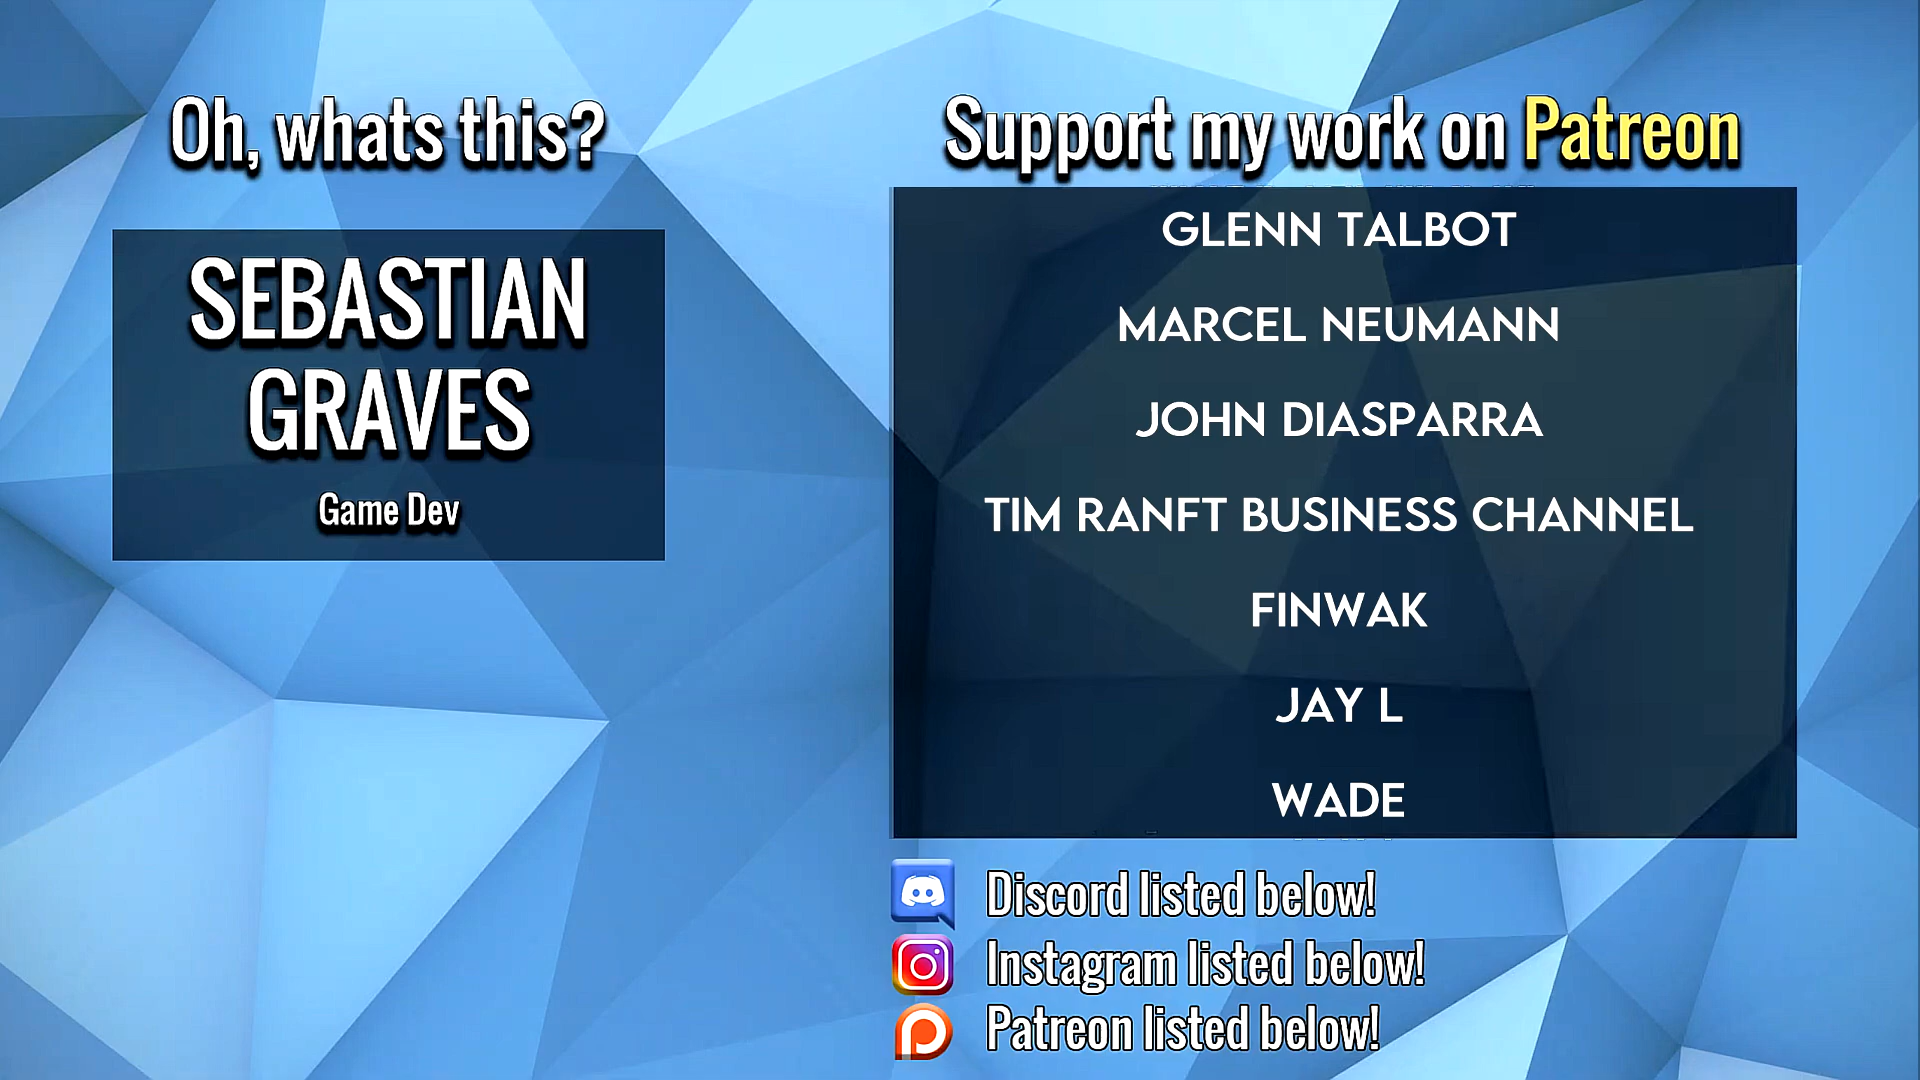 Oh, whats this?
SEBASTIAN
GRAVES
Game Dev
Support my work on Patreon
GLENN TALBOT
MARCEL NEUMANN
JOHN DIASPARRA
TIM RANFT BUSINESS CHANNEL
FINWAK
JAY L
WADE
Discord listed below!
Instagram listed below!
Patreon listed below!